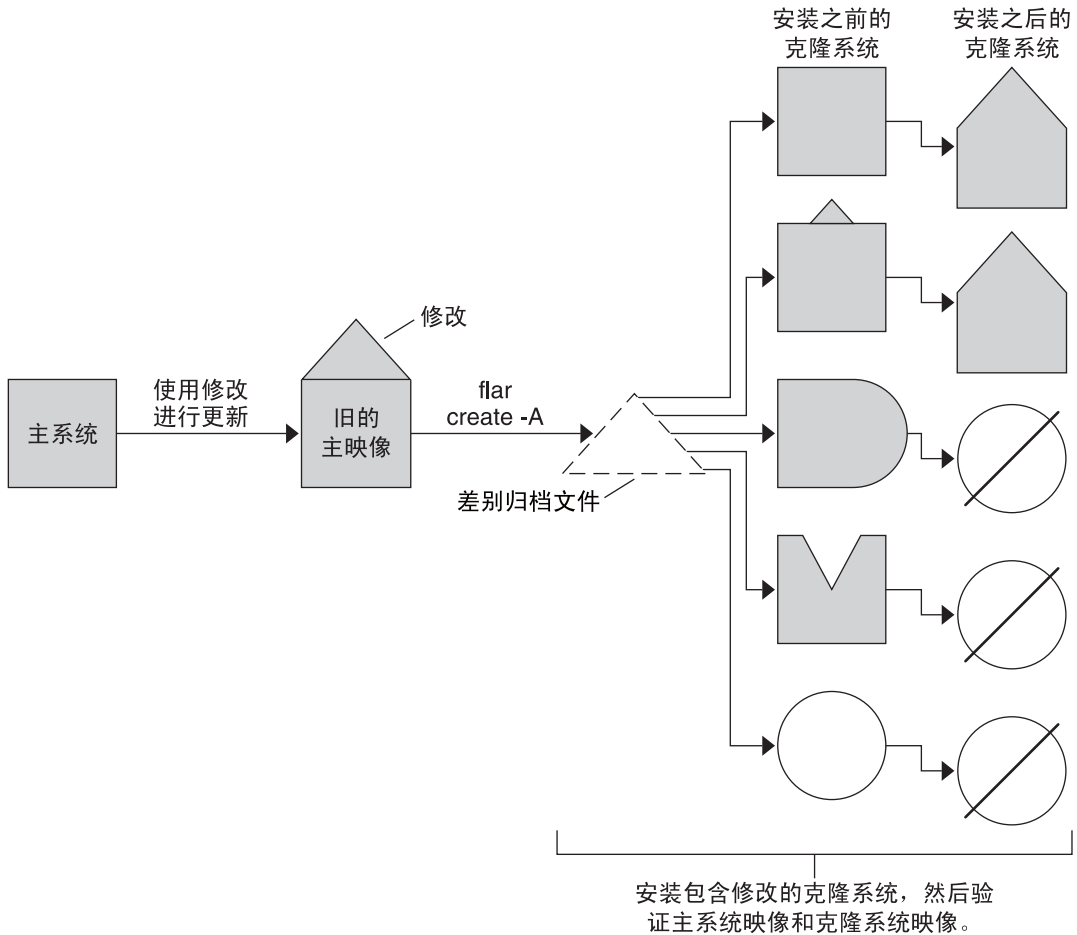 安装之前的
克隆系统
安装之后的
克隆系统
修改
使用修改
进行更新
flar
create -A
主系统
旧的
主映像
差别归档文件
安装包含修改的克隆系统，然后验
证主系统映像和克隆系统映像。